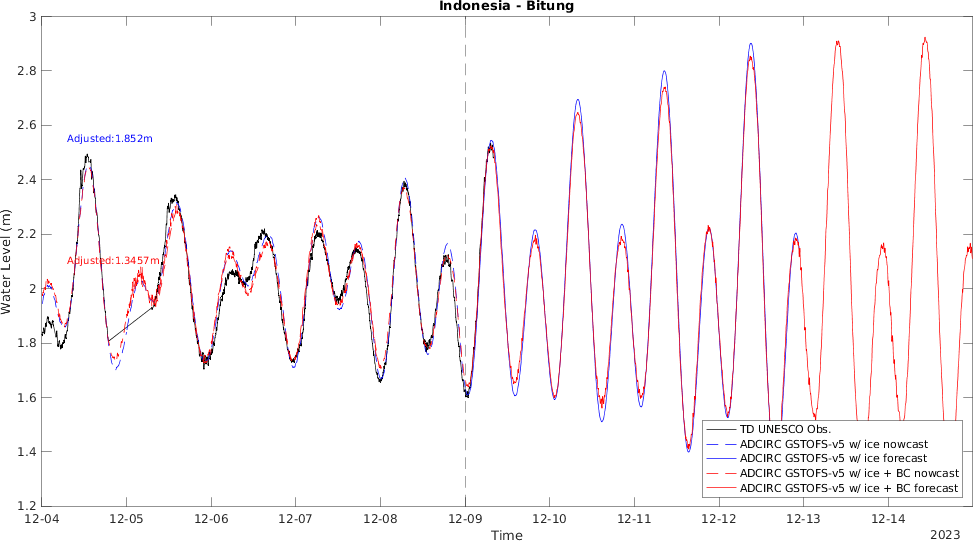 Indonesia - Bitung
3
2.8
2.6
2.4
2.2
2
1.8
1.6
1.4
1.2
Water Level (m)
Adjusted:1.852m
Adjusted:1.3457m
TD UNESCO Obs.
ADCIRC GSTOFS-v5 w/ ice nowcast
ADCIRC GSTOFS-v5 w/ ice forecast
ADCIRC GSTOFS-v5 w/ ice + BC nowcast
ADCIRC GSTOFS-v5 w/ ice + BC forecast
12-04 12-05 12-06 12-07 12-08 12-09 12-10 12-11 12-12 12-13 12-14
Time
2023